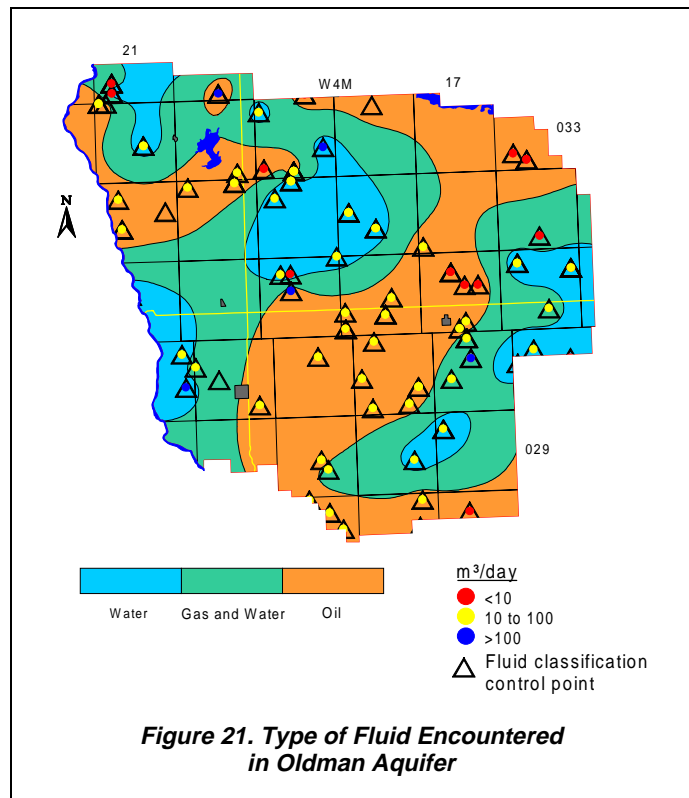 21
W4M
17
033
N
029
Water
Gas and Water
Oil
m³/day
<10
10 to 100
>100
Fluid classification
control point
Figure 21. Type of Fluid Encountered
in Oldman Aquifer